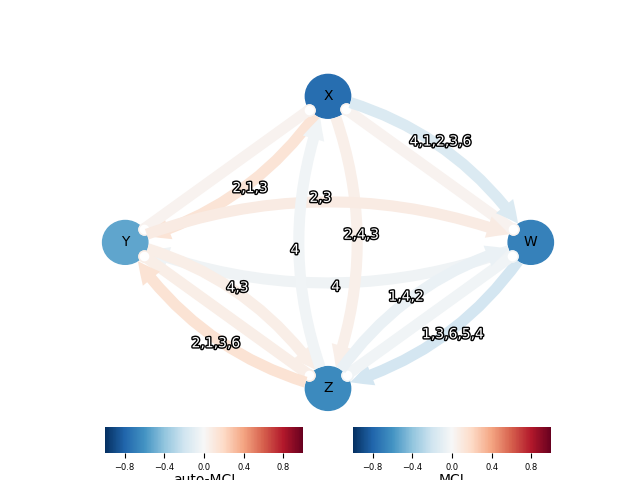 X
4,1,2,3,6
2,1,3
2,3
2,4,3
Y
W
4
4,3
4
1,4,2
2,1,3,6
1,3,6,5,4
Z
−0.8 −0.4 0.0 0.4 0.8
−0.8 −0.4 0.0 0.4 0.8
auto-MCI
MCI